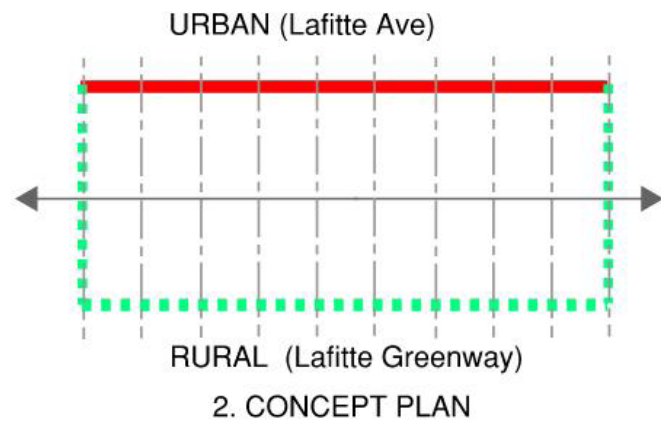 URBAN (Lafitte Ave)
RURAL (Lafitte Greenway)
2. CONCEPT PLAN